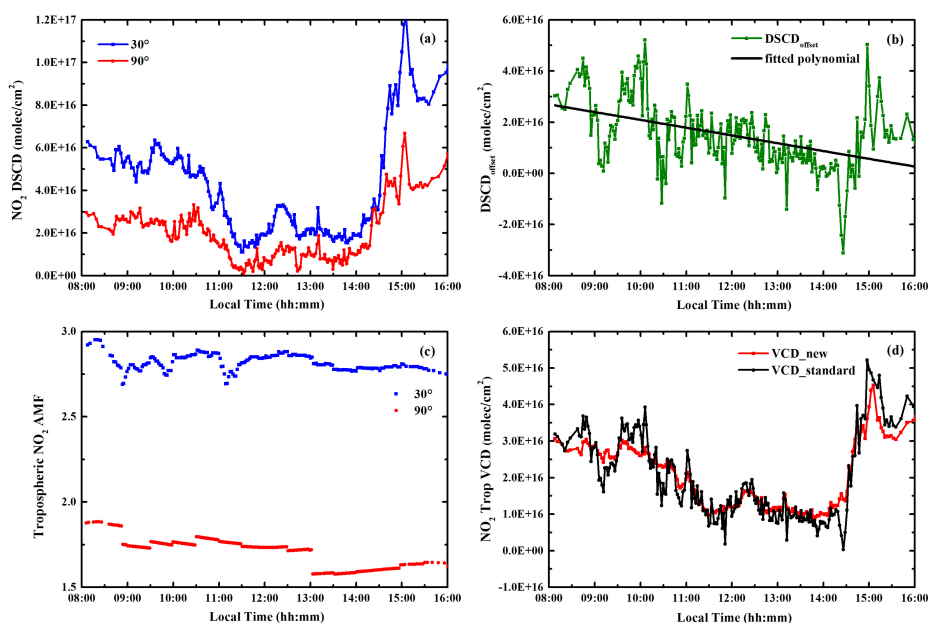 1.2E+17
9.0E+16
6.0E+16
4.0E+16
2.0E+16
0.0E+00
NO₂ DSCD (molec/cm²)
30°
90°
(a)
08:00 09:00 10:00 11:00 12:00 13:00 14:00 15:00 16:00
Local Time (hh:mm)
6.0E+16
4.0E+16
2.0E+16
0.0E+00
-2.0E+16
-4.0E+16
DSCDoffset (molec/cm²)
DSCDoffset
fitted polynomial
(b)
08:00 09:00 10:00 11:00 12:00 13:00 14:00 15:00 16:00
Local Time (hh:mm)
3.0
2.5
2.0
1.5
Tropospheric NO₂ AMF
(c)
30°
90°
08:00 09:00 10:00 11:00 12:00 13:00 14:00 15:00 16:00
Local Time (hh:mm)
6.0E+16
5.0E+16
4.0E+16
3.0E+16
2.0E+16
1.0E+16
0.0E+00
-1.0E+16
NO₂ Trop VCD (molec/cm²)
VCD_new
VCD_standard
(d)
08:00 09:00 10:00 11:00 12:00 13:00 14:00 15:00 16:00
Local Time (hh:mm)